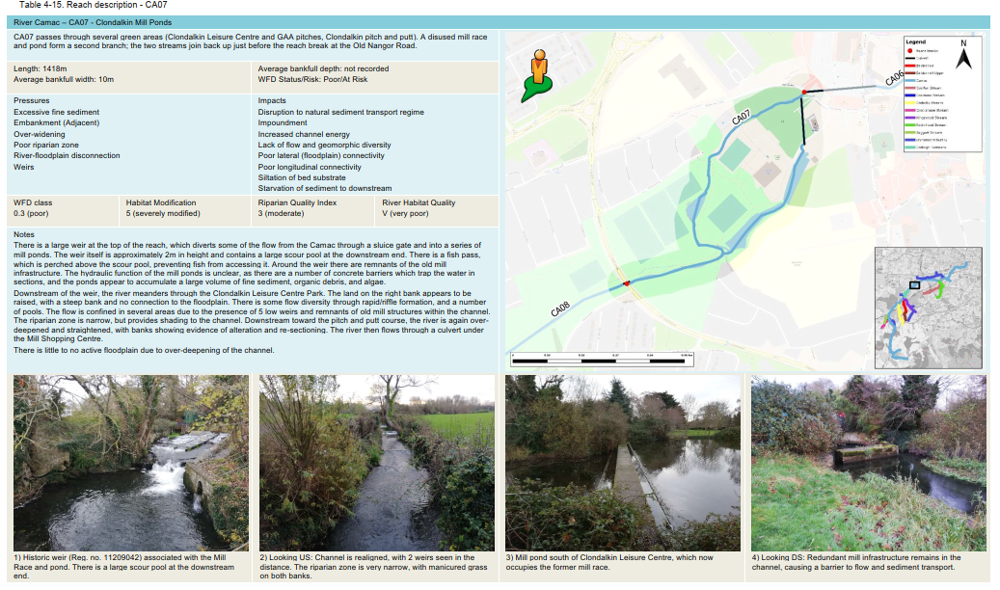 Table 4-15. Reach description - CA07
River Camac – CA07 - Clondalkin Mill Ponds
CA07 passes through several green areas (Clondalkin Leisure Centre and GAA pitches, Clondalkin pitch and putt). A disused mill race
and pond form a second branch; the two streams join back up just before the reach break at the Old Nangor Road.
Length: 1418m
Average bankfull width: 10m
Average bankfull depth: not recorded
WFD Status/Risk: Poor/At Risk
Pressures
Excessive fine sediment
Embankment (Adjacent)
Over-widening
Poor riparian zone
River-floodplain disconnection
Weirs
Impacts
Disruption to natural sediment transport regime
Impoundment
Increased channel energy
Lack of flow and geomorphic diversity
Poor lateral (floodplain) connectivity
Poor longitudinal connectivity
Siltation of bed substrate
Starvation of sediment to downstream
WFD class
0.3 (poor)
Habitat Modification
5 (severely modified)
Riparian Quality Index
3 (moderate)
River Habitat Quality
V (very poor)
Notes
There is a large weir at the top of the reach, which diverts some of the flow from the Camac through a sluice gate and into a series of
mill ponds. The weir itself is approximately 2m in height and contains a large scour pool at the downstream end. There is a fish pass,
which is perched above the scour pool, preventing fish from accessing it. Around the weir there are remnants of the old mill
infrastructure. The hydraulic function of the mill ponds is unclear, as there are a number of concrete barriers which trap the water in
sections, and the ponds appear to accumulate a large volume of fine sediment, organic debris, and algae.
Downstream of the weir, the river meanders through the Clondalkin Leisure Centre Park. The land on the right bank appears to be
raised, with a steep bank and no connection to the floodplain. There is some flow diversity through rapid/riffle formation, and a number
of pools. The flow is confined in several areas due to the presence of 5 low weirs and remnants of old mill structures within the channel.
The riparian zone is narrow, but provides shading to the channel. Downstream toward the pitch and putt course, the river is again over-
deepened and straightened, with banks showing evidence of alteration and re-sectioning. The river then flows through a culvert under
the Mill Shopping Centre.
There is little to no active floodplain due to over-deepening of the channel.
CA06
CA07
CA08
Legend
N
1) Historic weir (Reg. no. 11209042) associated with the Mill
Race and pond. There is a large scour pool at the downstream
end.
2) Looking US: Channel is realigned, with 2 weirs seen in the
distance. The riparian zone is very narrow, with manicured grass
on both banks.
3) Mill pond south of Clondalkin Leisure Centre, which now
occupies the former mill race.
4) Looking DS: Redundant mill infrastructure remains in the
channel, causing a barrier to flow and sediment transport.